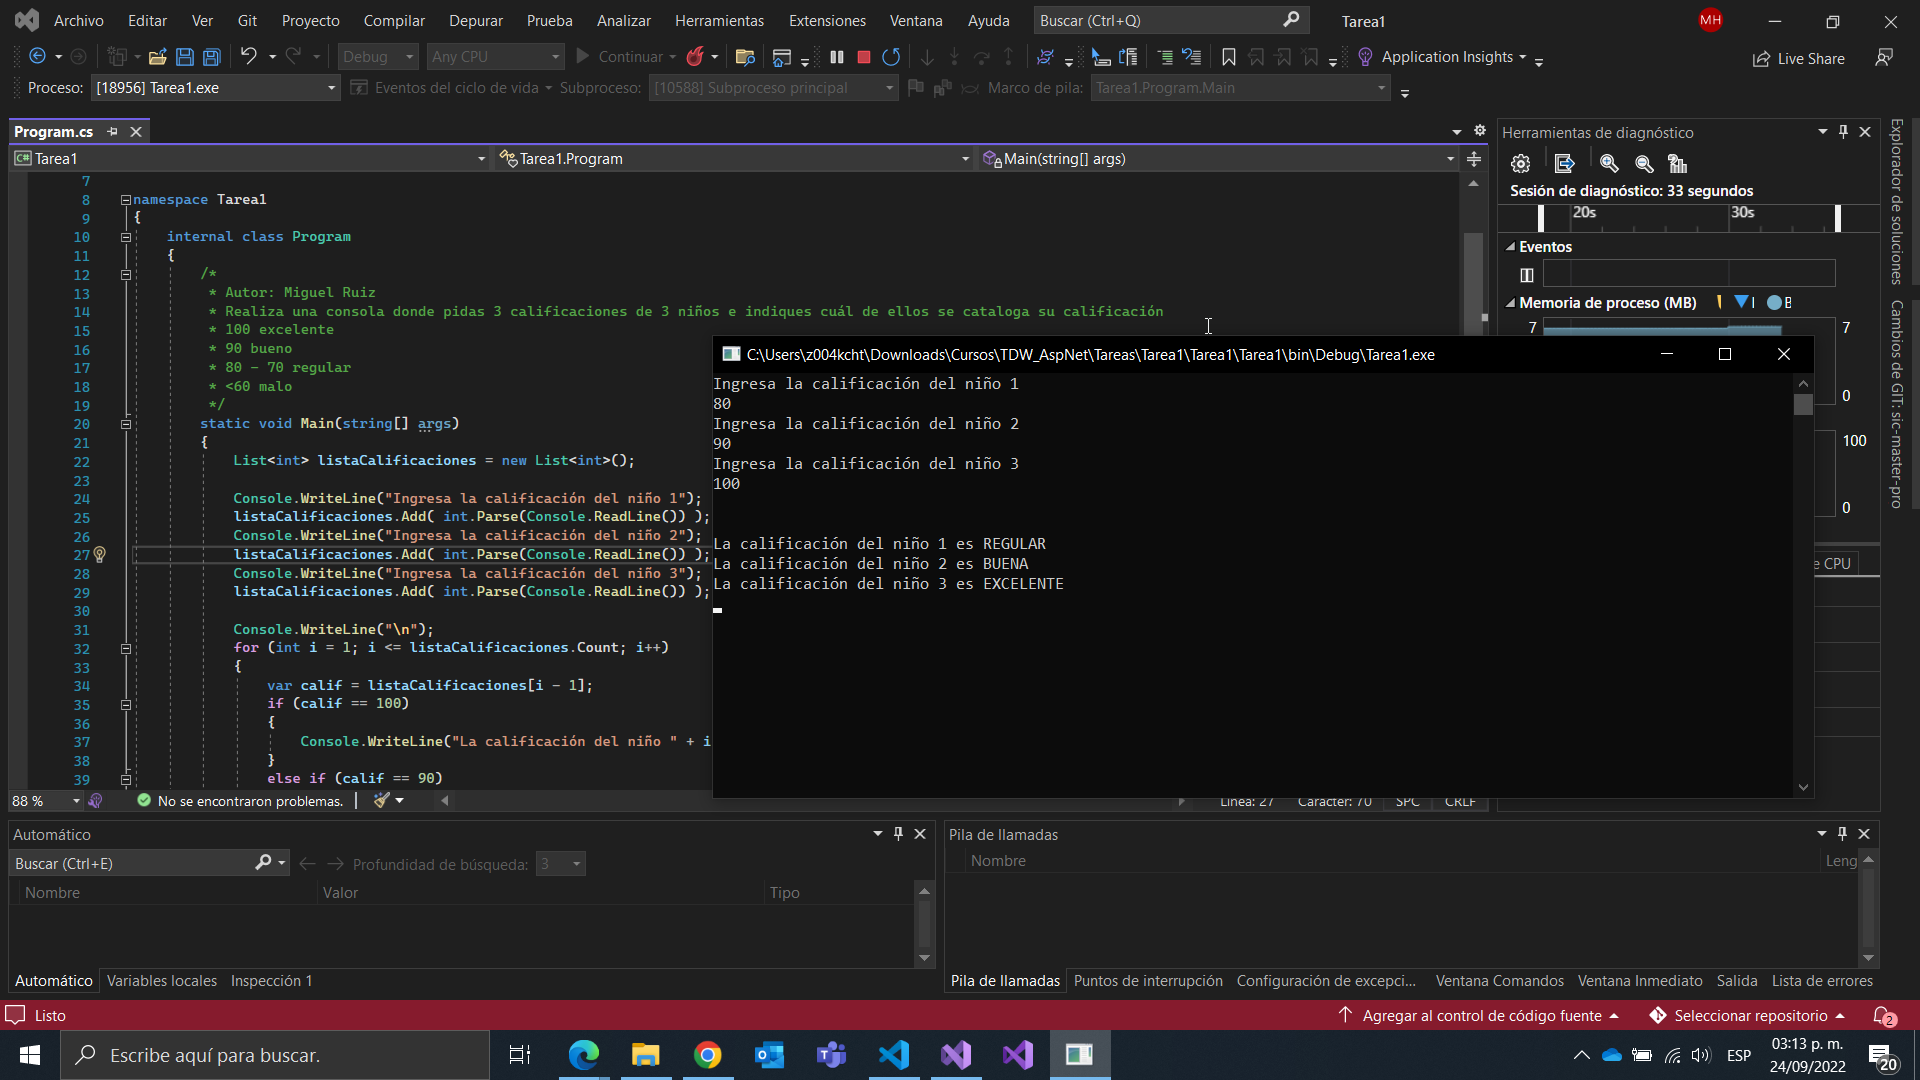 Archivo Editar Ver Git Proyecto Compilar Depurar Prueba Analizar Herramientas Extensiones Ventana Ayuda Buscar (Ctrl+Q) Tarea1 MH
Debug Any CPU Continuar Application Insights Live Share
Proceso: [18956] Tarea1.exe Eventos del ciclo de vida Subproceso: [10588] Subproceso principal Marco de pila: Tarea1.Program.Main
Program.cs
C# Tarea1 Tarea1.Program Main(string[] args)
7
8 namespace Tarea1
9 {
10 internal class Program
11 {
12 /*
13 * Autor: Miguel Ruiz
14 * Realiza una consola donde pidas 3 calificaciones de 3 niños e indiques cuál de ellos se cataloga su calificación
15 * 100 excelente
16 * 90 bueno
17 * 80 - 70 regular
18 * <60 malo
19 */
20 static void Main(string[] args)
21 {
22 List<int> listaCalificaciones = new List<int>();
23
24 Console.WriteLine("Ingresa la calificación del niño 1");
25 listaCalificaciones.Add( int.Parse(Console.ReadLine()) );
26 Console.WriteLine("Ingresa la calificación del niño 2");
27 listaCalificaciones.Add( int.Parse(Console.ReadLine()) );
28 Console.WriteLine("Ingresa la calificación del niño 3");
29 listaCalificaciones.Add( int.Parse(Console.ReadLine()) );
30
31 Console.WriteLine("\n");
32 for (int i = 1; i <= listaCalificaciones.Count; i++)
33 {
34 var calif = listaCalificaciones[i - 1];
35 if (calif == 100)
36 {
37 Console.WriteLine("La calificación del niño " + i
38 }
39 else if (calif == 90)
88 % No se encontraron problemas. Línea: 27 Carácter: 70 SPC CRLF
C:\Users\z004kcht\Downloads\Cursos\TDW_AspNet\Tareas\Tarea1\Tarea1\Tarea1\bin\Debug\Tarea1.exe
Ingresa la calificación del niño 1
80
Ingresa la calificación del niño 2
90
Ingresa la calificación del niño 3
100
La calificación del niño 1 es REGULAR
La calificación del niño 2 es BUENA
La calificación del niño 3 es EXCELENTE
Herramientas de diagnóstico
Sesión de diagnóstico: 33 segundos
20s 30s
Eventos
Memoria de proceso (MB)
7 7
0
100
0
e CPU
Explorador de soluciones
Cambios de GIT: sic-master-pro
Automático
Buscar (Ctrl+E) Profundidad de búsqueda: 3
Nombre Valor Tipo
Automático Variables locales Inspección 1
Pila de llamadas
Nombre Leng
Pila de llamadas Puntos de interrupción Configuración de excepci... Ventana Comandos Ventana Inmediato Salida Lista de errores
Listo Agregar al control de código fuente Seleccionar repositorio 2
Escribe aquí para buscar. ESP
03:13 p. m.
24/09/2022
20